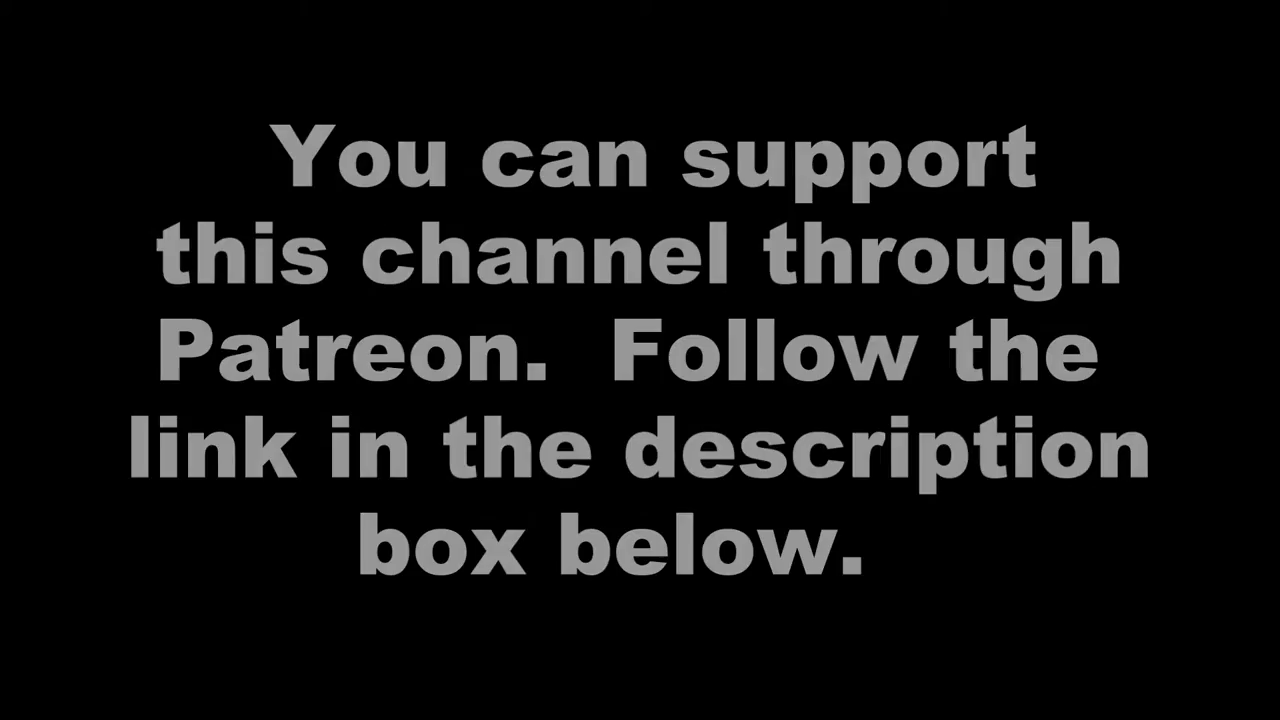 You can support
this channel through
Patreon.  Follow the
link in the description
box below.